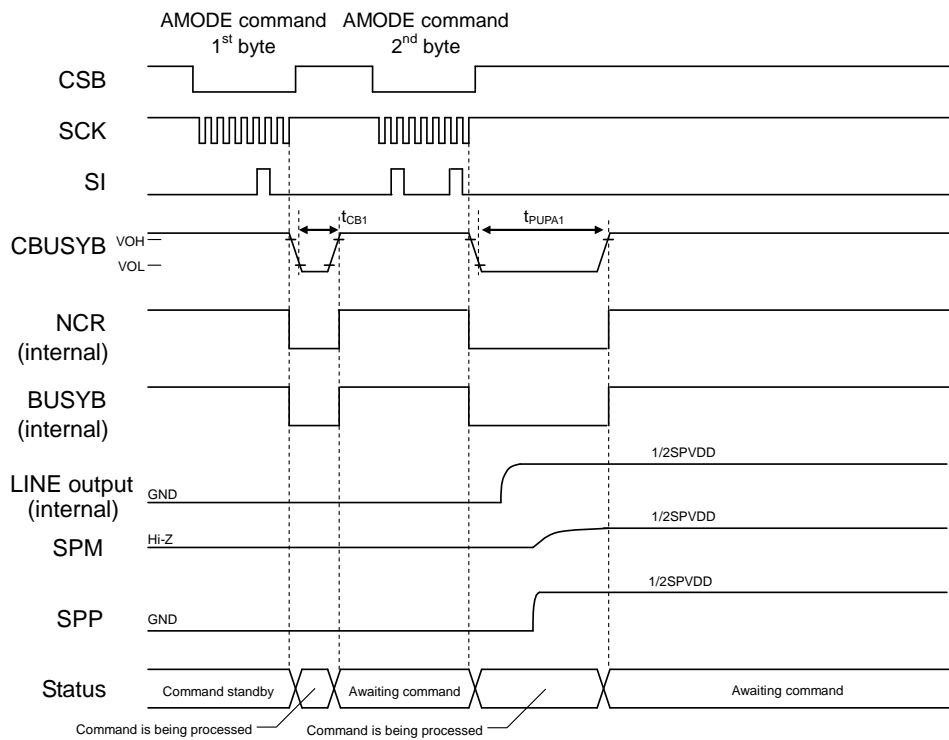 AMODE command
1st byte
AMODE command
2nd byte
CSB
SCK
SI
tCB1
tPUPA1
CBUSYB
VOH
VOL
NCR
(internal)
BUSYB
(internal)
1/2SPVDD
LINE output
(internal)
GND
1/2SPVDD
SPM
Hi-Z
1/2SPVDD
SPP
GND
Status
Command standby
Awaiting command
Awaiting command
Command is being processed
Command is being processed